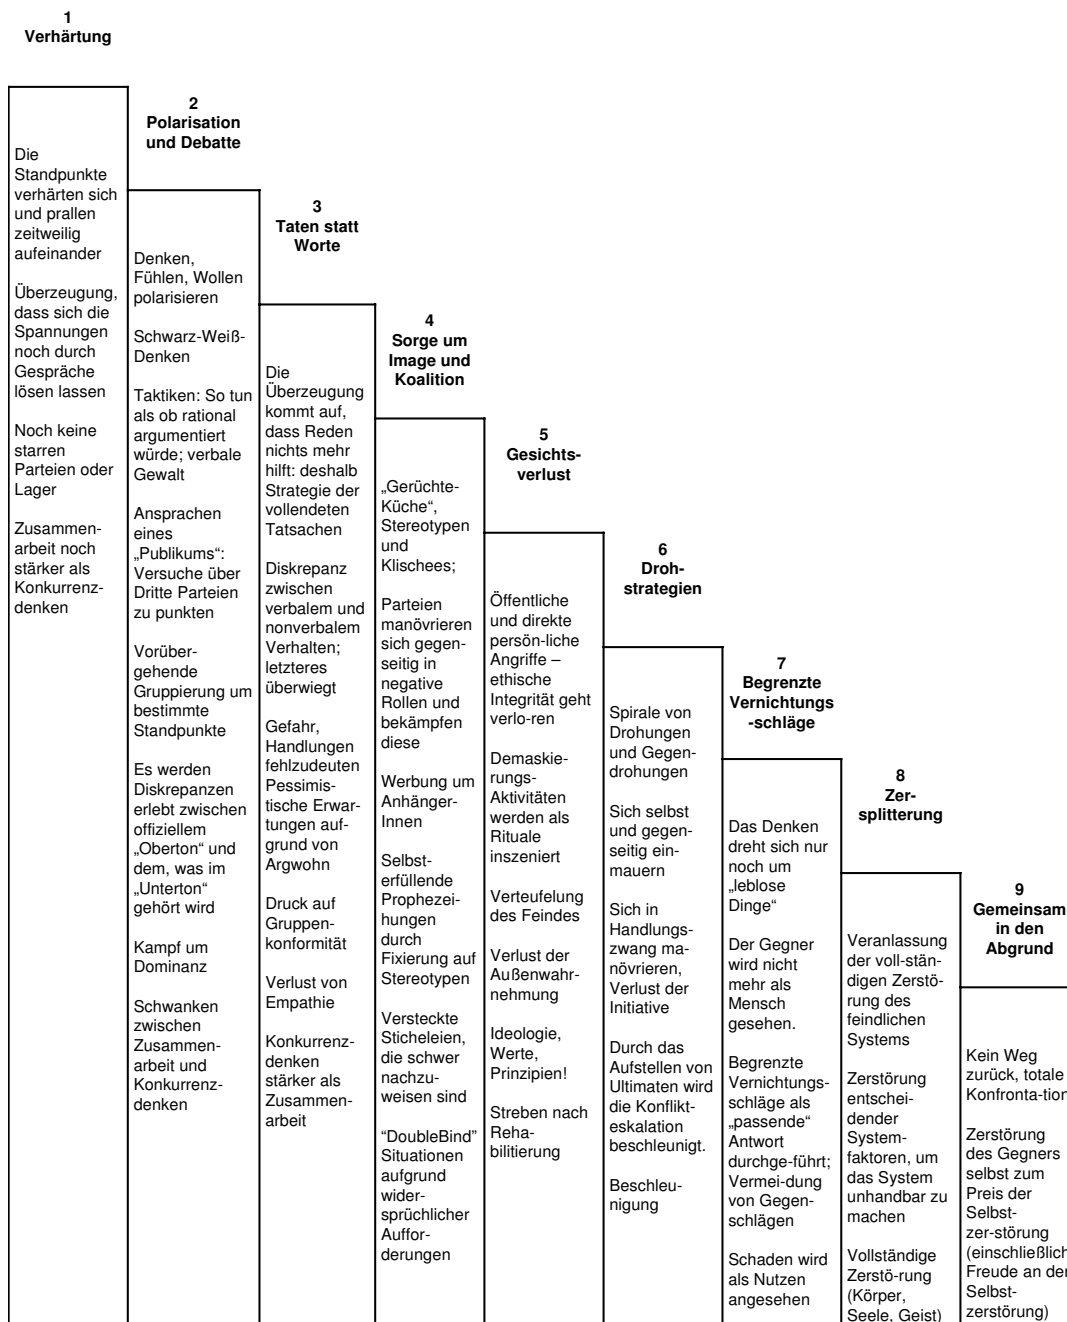 1
Verhärtung
Die
Standpunkte
verhärten sich
und prallen
zeitweilig
aufeinander
Überzeugung,
dass sich die
Spannungen
noch durch
Gespräche
lösen lassen
Noch keine
starren
Parteien oder
Lager
Zusammen-
arbeit noch
stärker als
Konkurrenz-
denken
2
Polarisation
und Debatte
Denken,
Fühlen, Wollen
polarisieren
Schwarz-Weiß-
Denken
Taktiken: So tun
als ob rational
argumentiert
würde; verbale
Gewalt
Ansprachen
eines
„Publikums“:
Versuche über
Dritte Parteien
zu punkten
Vorüber-
gehende
Gruppierung um
bestimmte
Standpunkte
Es werden
Diskrepanzen
erlebt zwischen
offiziellem
„Oberton“ und
dem, was im
„Unterton“
gehört wird
Kampf um
Dominanz
Schwanken
zwischen
Zusammen-
arbeit und
Konkurrenz-
denken
3
Taten statt
Worte
Die
Überzeugung
kommt auf,
dass Reden
nichts mehr
hilft: deshalb
Strategie der
vollendeten
Tatsachen
Diskrepanz
zwischen
verbalem und
nonverbalem
Verhalten;
letzteres
überwiegt
Gefahr,
Handlungen
fehlzudeuten
Pessimis-
tische Erwar-
tungen auf-
grund von
Argwohn
Druck auf
Gruppen-
konformität
Verlust von
Empathie
Konkurrenz-
denken
stärker als
Zusammen-
arbeit
4
Sorge um
Image und
Koalition
„Gerüchte-
Küche“,
Stereotypen
und
Klischees;
Parteien
manövrieren
sich gegen-
seitig in
negative
Rollen und
bekämpfen
diese
Werbung um
Anhänger-
Innen
Selbst-
erfüllende
Prophezei-
hungen
durch
Fixierung auf
Stereotypen
Versteckte
Sticheleien,
die schwer
nachzu-
weisen sind
“DoubleBind”
Situationen
aufgrund
wider-
sprüchlicher
Auffor-
derungen
5
Gesichts-
verlust
Öffentliche
und direkte
persön-liche
Angriffe –
ethische
Integrität geht
verlo-ren
Demaskie-
rungs-
Aktivitäten
werden als
Rituale
inszeniert
Verteufelung
des Feindes
Verlust der
Außenwahr-
nehmung
Ideologie,
Werte,
Prinzipien!
Streben nach
Reha-
bilitierung
6
Droh-
strategien
Spirale von
Drohungen
und Gegen-
drohungen
Sich selbst
und gegen-
seitig ein-
mauern
Sich in
Handlungs-
zwang ma-
növrieren,
Verlust der
Initiative
Durch das
Aufstellen von
Ultimaten wird
die Konflikt-
eskalation
beschleunigt.
Beschleu-
nigung
7
Begrenzte
Vernichtungs
-schläge
Das Denken
dreht sich nur
noch um
„leblose
Dinge“
Der Gegner
wird nicht
mehr als
Mensch
gesehen.
Begrenzte
Vernichtungs-
schläge als
„passende“
Antwort
durchge-führt;
Vermei-dung
von Gegen-
schlägen
Schaden wird
als Nutzen
angesehen
8
Zer-
splitterung
Veranlassung
der voll-stän-
digen Zerstö-
rung des
feindlichen
Systems
Zerstörung
entschei-
dender
System-
faktoren, um
das System
unhandbar zu
machen
Vollständige
Zerstö-rung
(Körper,
Seele, Geist)
9
Gemeinsam
in den
Abgrund
Kein Weg
zurück, totale
Konfronta-tion
Zerstörung
des Gegners
selbst zum
Preis der
Selbst-
zer-störung
(einschließlich
Freude an der
Selbst-
zerstörung)